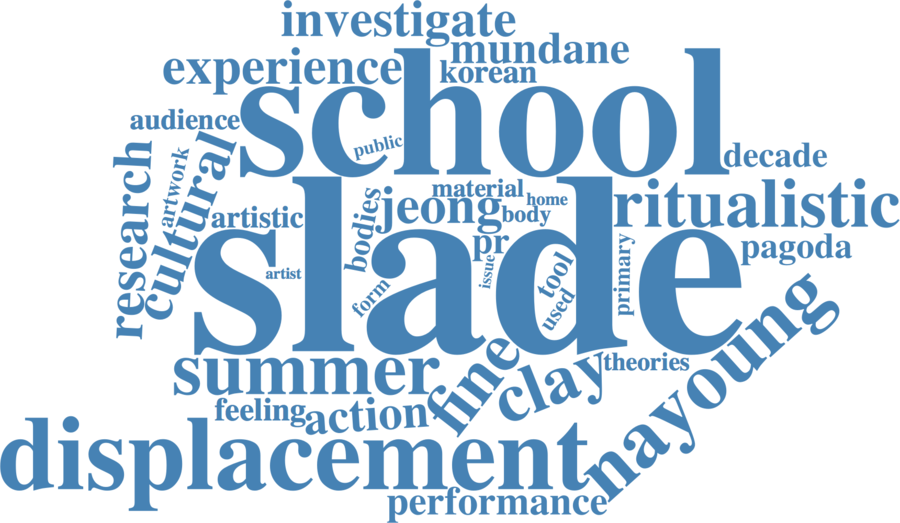 investigate
mundane
experience
korean
school
audience
public
decade
research
artwork
cultural
artistic
bodies
material
home
jeong
body
ritualistic
slade
pr
pagoda
artist
issue
tool
primary
form
used
summer
fine
clay
theories
nayoung
feeling
action
displacement
performance